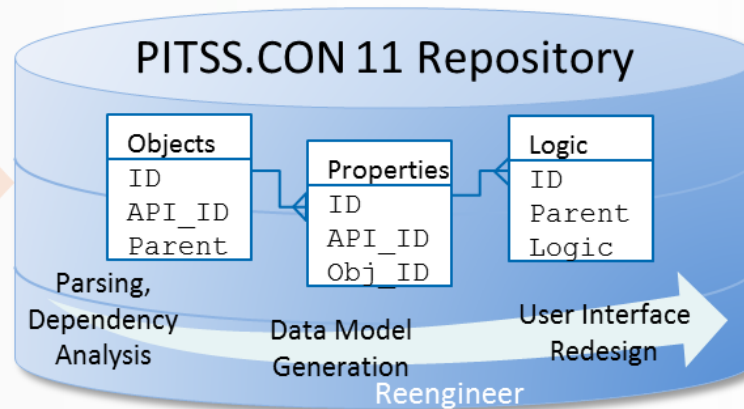 PITSS.CON 11 Repository
Objects
ID
API_ID
Parent
Properties
ID
API_ID
Obj_ID
Logic
ID
Parent
Logic
Parsing,
Dependency
Analysis
Data Model
Generation
User Interface
Redesign
Reengineer